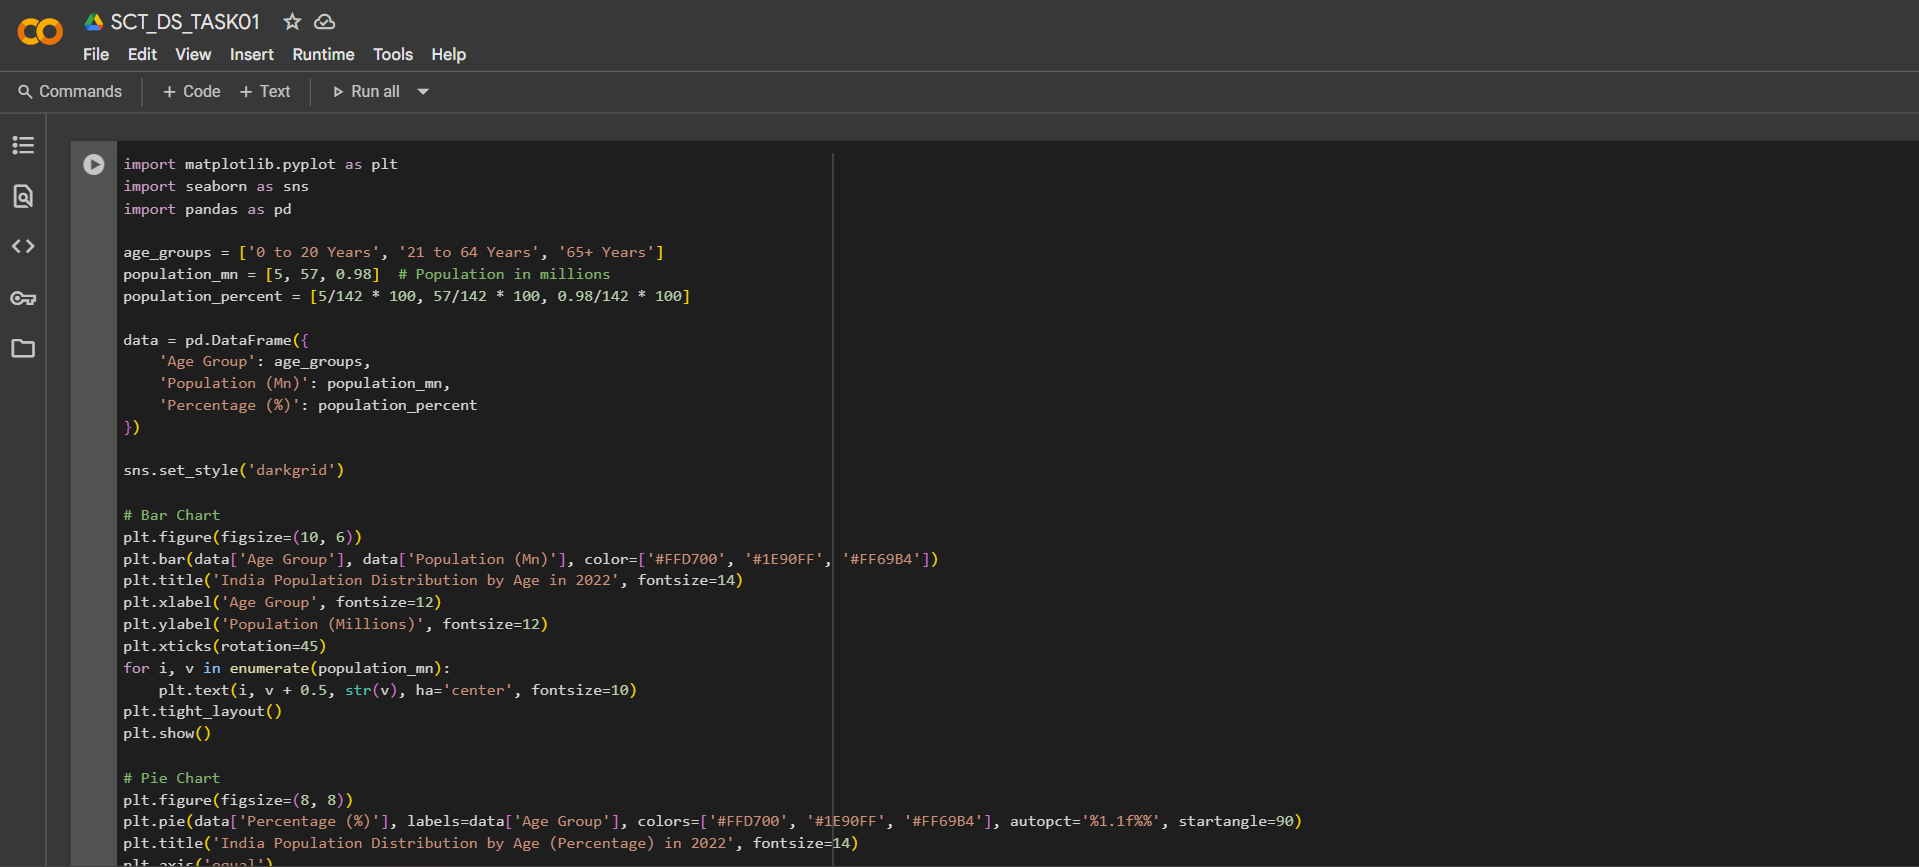 SCT_DS_TASK01
File Edit View Insert Runtime Tools Help
Commands + Code + Text Run all
import matplotlib.pyplot as plt
import seaborn as sns
import pandas as pd
age_groups = ['0 to 20 Years', '21 to 64 Years', '65+ Years']
population_mn = [5, 57, 0.98]  # Population in millions
population_percent = [5/142 * 100, 57/142 * 100, 0.98/142 * 100]
data = pd.DataFrame({
    'Age Group': age_groups,
    'Population (Mn)': population_mn,
    'Percentage (%)': population_percent
})
sns.set_style('darkgrid')
# Bar Chart
plt.figure(figsize=(10, 6))
plt.bar(data['Age Group'], data['Population (Mn)'], color=['#FFD700', '#1E90FF', '#FF69B4'])
plt.title('India Population Distribution by Age in 2022', fontsize=14)
plt.xlabel('Age Group', fontsize=12)
plt.ylabel('Population (Millions)', fontsize=12)
plt.xticks(rotation=45)
for i, v in enumerate(population_mn):
    plt.text(i, v + 0.5, str(v), ha='center', fontsize=10)
plt.tight_layout()
plt.show()
# Pie Chart
plt.figure(figsize=(8, 8))
plt.pie(data['Percentage (%)'], labels=data['Age Group'], colors=['#FFD700', '#1E90FF', '#FF69B4'], autopct='%1.1f%%', startangle=90)
plt.title('India Population Distribution by Age (Percentage) in 2022', fontsize=14)
plt.axis('equal')